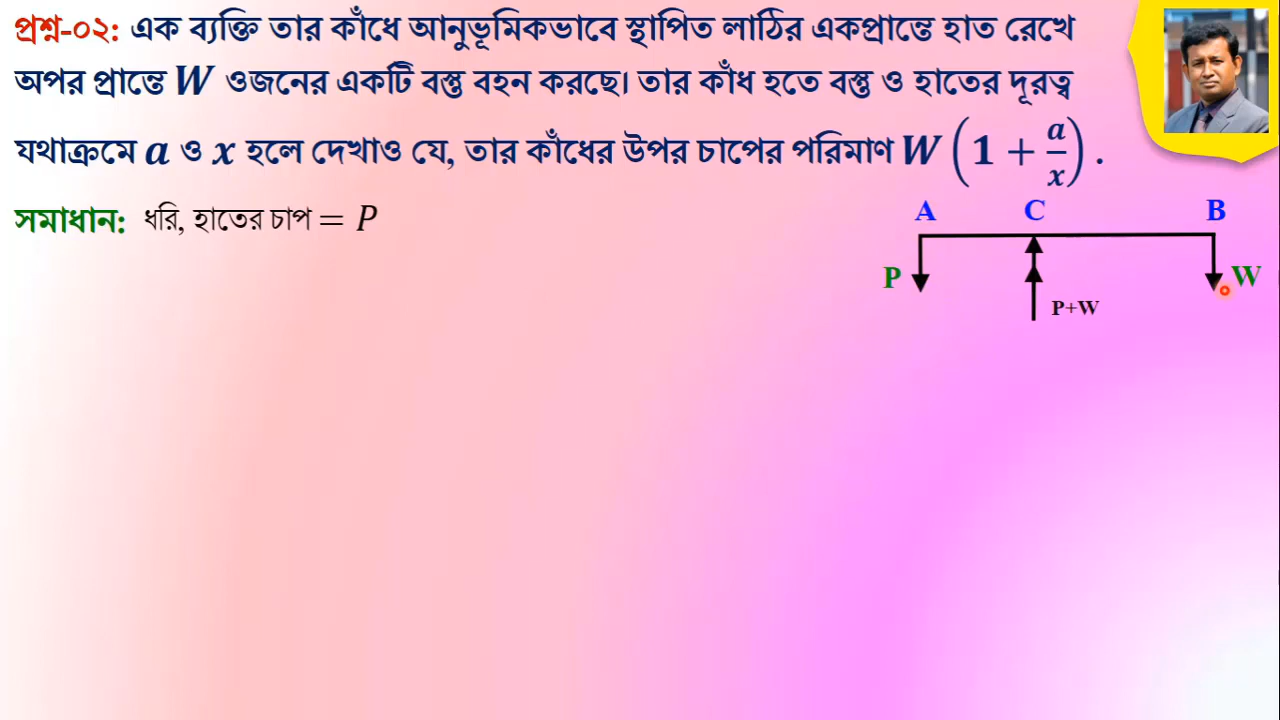 প্রশ্ন-০২: এক ব্যক্তি তার কাঁধে আনুভূমিকভাবে স্থাপিত লাঠির একপ্রান্তে হাত রেখে
অপর প্রান্তে W ওজনের একটি বস্তু বহন করছে। তার কাঁধ হতে বস্তু ও হাতের দূরত্ব
যথাক্রমে a ও x হলে দেখাও যে, তার কাঁধের উপর চাপের পরিমাণ W(1 + a/x) .
সমাধান: ধরি, হাতের চাপ = P
A C B
P W
P+W